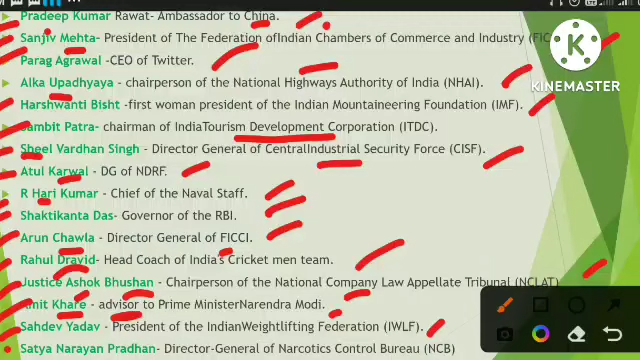 Pradeep Kumar Rawat- Ambassador to China.
Sanjiv Mehta- President of The Federation ofIndian Chambers of Commerce and Industry (FIC
KINEMASTER
Parag Agrawal -CEO of Twitter.
Alka Upadhyaya - chairperson of the National Highways Authority of India (NHAI).
Harshwanti Bisht -first woman president of the Indian Mountaineering Foundation (IMF).
Sambit Patra- chairman of IndiaTourism Development Corporation (ITDC).
Sheel Vardhan Singh - Director General of CentralIndustrial Security Force (CISF).
Atul Karwal - DG of NDRF.
R Hari Kumar - Chief of the Naval Staff.
Shaktikanta Das- Governor of the RBI.
Arun Chawla - Director General of FICCI.
Rahul Dravid- Head Coach of India's Cricket men team.
Justice Ashok Bhushan - Chairperson of the National Company Law Appellate Tribunal (NCLAT)
Amit Khare - advisor to Prime MinisterNarendra Modi.
Sahdev Yadav - President of the IndianWeightlifting Federation (IWLF).
Satya Narayan Pradhan- Director-General of Narcotics Control Bureau (NCB)